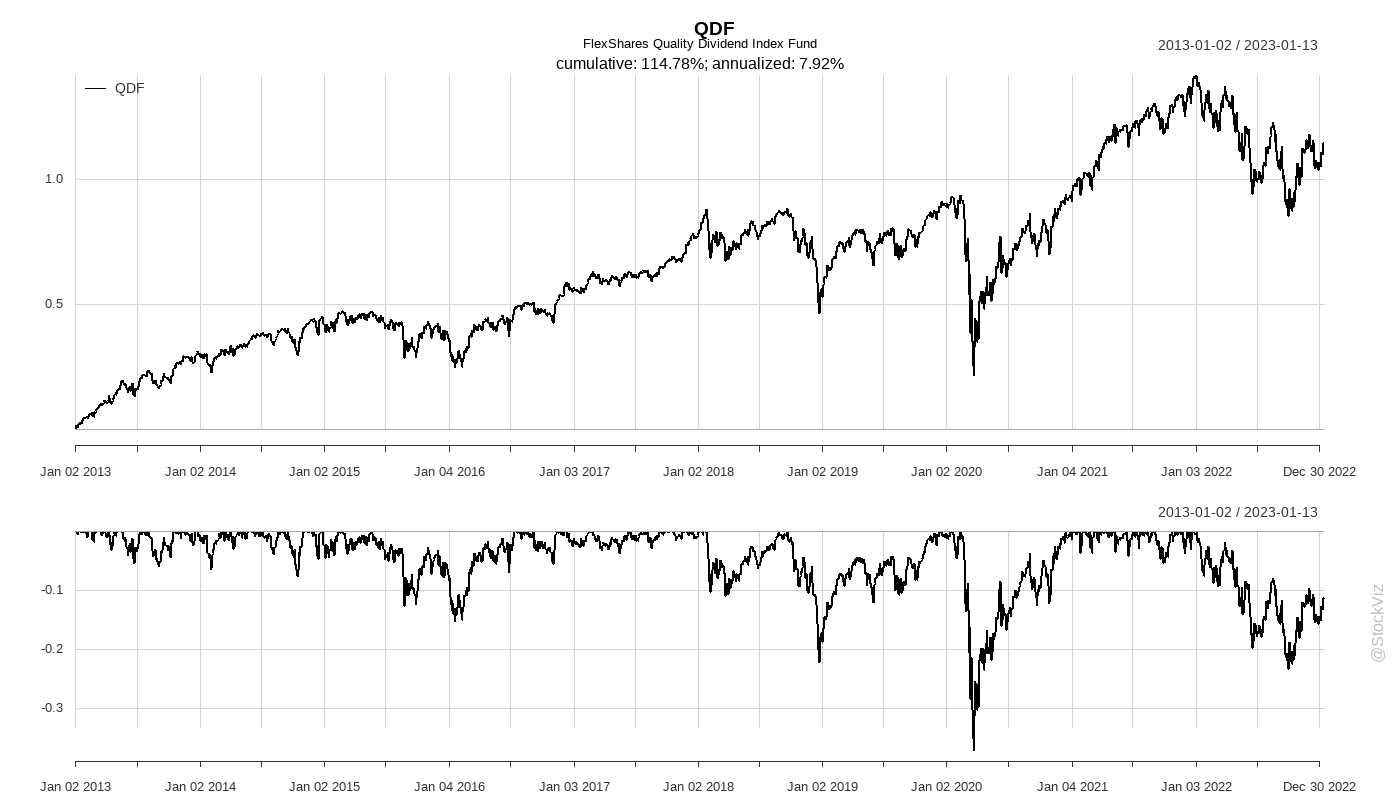 QDF
FlexShares Quality Dividend Index Fund
2013-01-02 / 2023-01-13
cumulative: 114.78%; annualized: 7.92%
QDF
1.0
0.5
Jan 02 2013 Jan 02 2014 Jan 02 2015 Jan 04 2016 Jan 03 2017 Jan 02 2018 Jan 02 2019 Jan 02 2020 Jan 04 2021 Jan 03 2022 Dec 30 2022
2013-01-02 / 2023-01-13
-0.1
-0.2
-0.3
@StockViz
Jan 02 2013 Jan 02 2014 Jan 02 2015 Jan 04 2016 Jan 03 2017 Jan 02 2018 Jan 02 2019 Jan 02 2020 Jan 04 2021 Jan 03 2022 Dec 30 2022